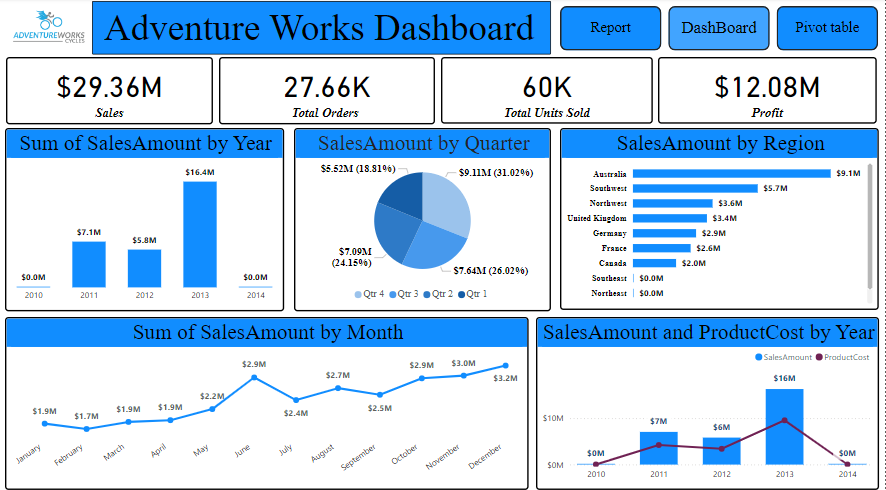 ADVENTUREWORKS
CYCLES
Adventure Works Dashboard
Report
DashBoard
Pivot table
$29.36M
Sales
27.66K
Total Orders
60K
Total Units Sold
$12.08M
Profit
Sum of SalesAmount by Year
$0.0M
$7.1M
$5.8M
$16.4M
$0.0M
2010
2011
2012
2013
2014
SalesAmount by Quarter
$5.52M (18.81%)
$9.11M (31.02%)
$7.09M
(24.15%)
$7.64M (26.02%)
Qtr 4
Qtr 3
Qtr 2
Qtr 1
SalesAmount by Region
Australia $9.1M
Southwest $5.7M
Northwest $3.6M
United Kingdom $3.4M
Germany $2.9M
France $2.6M
Canada $2.0M
Southeast $0.0M
Northeast $0.0M
Sum of SalesAmount by Month
$1.9M
$1.7M
$1.9M
$1.9M
$2.2M
$2.9M
$2.4M
$2.7M
$2.5M
$2.9M
$3.0M
$3.2M
January
February
March
April
May
June
July
August
September
October
November
December
SalesAmount and ProductCost by Year
SalesAmount
ProductCost
$10M
$0M
$0M
$7M
$6M
$16M
$0M
2010
2011
2012
2013
2014